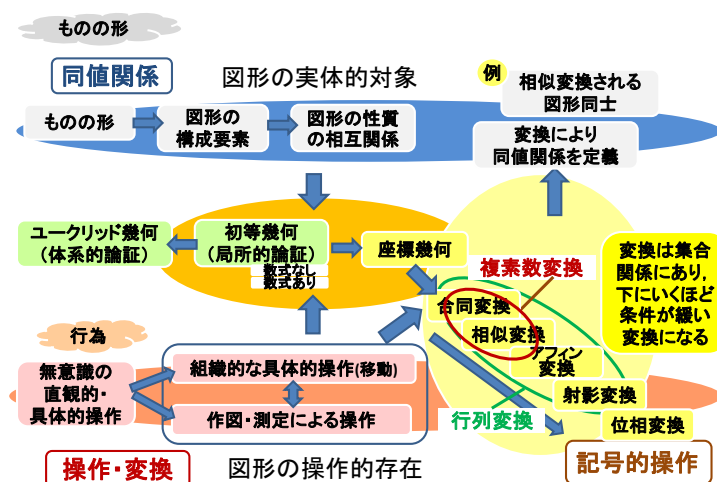 ものの形
同値関係
図形の実体的対象
例
相似変換される
図形同士
ものの形
図形の
構成要素
図形の性質
の相互関係
変換により
同値関係を定義
ユークリッド幾何
(体系的論証)
初等幾何
(局所的論証)
数式なし
数式あり
座標幾何
複素数変換
変換は集合
関係にあり,
下にいくほど
条件が緩い
変換になる
合同変換
相似変換
アフィン
変換
射影変換
位相変換
行列変換
行為
無意識の
直観的・
具体的操作
組織的な具体的操作(移動)
作図・測定による操作
操作・変換
図形の操作的存在
記号的操作